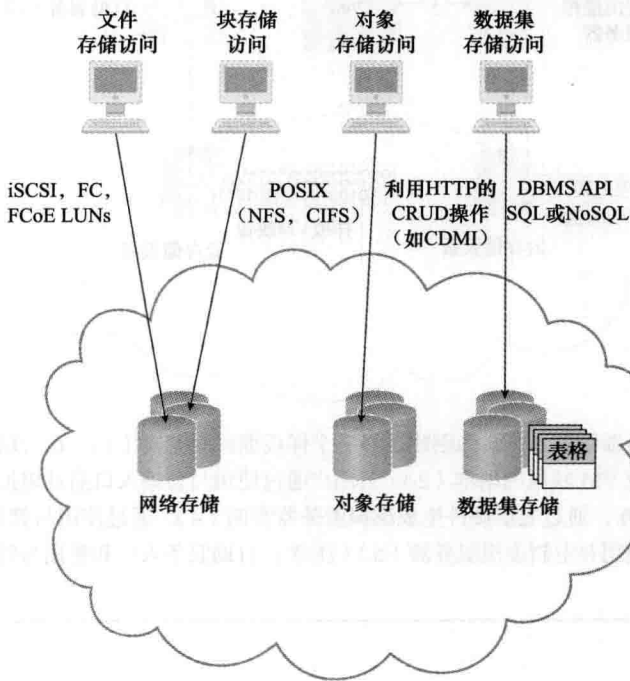 文件
存储访问
块存储
访问
对象
存储访问
数据集
存储访问
iSCSI，FC，
FCoE LUNs
POSIX
（NFS，CIFS）
利用HTTP的
CRUD操作
（如CDMI）
DBMS API
SQL或NoSQL
网络存储
对象存储
数据集存储
表格